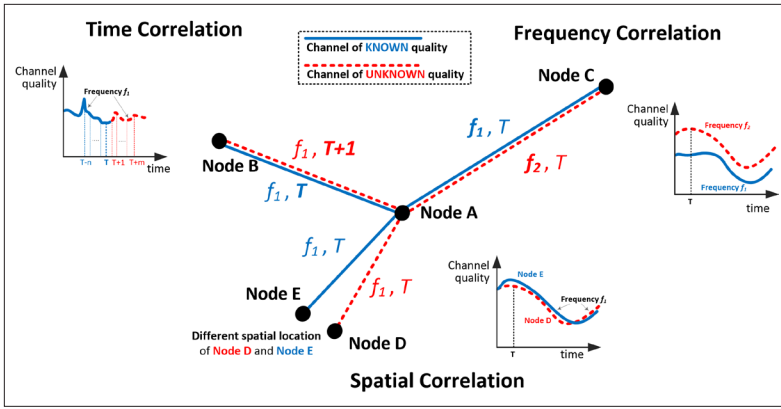 Time Correlation
Channel of KNOWN quality
Channel of UNKNOWN quality
Frequency Correlation
Node C
Channel
quality
Frequency f1
T-n
T
T+1
T+m
time
Node B
f1, T+1
f1, T
f1, T
f2, T
Node A
Channel
quality
Frequency f2
Frequency f1
T
time
f1, T
f1, T
Node E
Node D
Different spatial location
of Node D and Node E
Channel
quality
Node E
Node D
Frequency f1
T
time
Spatial Correlation